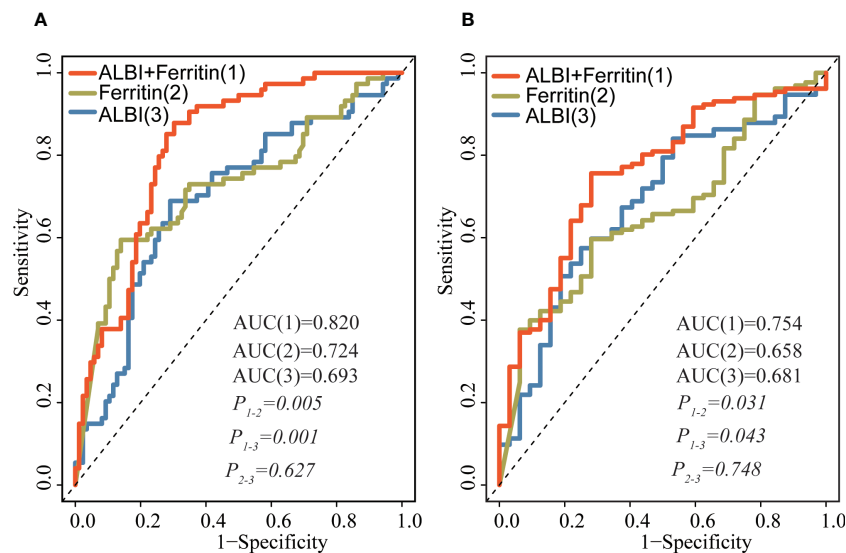 A
ALBI+Ferritin(1)
Ferritin(2)
ALBI(3)
Sensitivity
1.0
0.8
0.6
0.4
0.2
0.0
AUC(1)=0.820
AUC(2)=0.724
AUC(3)=0.693
P1-2=0.005
P1-3=0.001
P2-3=0.627
0.0 0.2 0.4 0.6 0.8 1.0
1−Specificity
B
ALBI+Ferritin(1)
Ferritin(2)
ALBI(3)
Sensitivity
1.0
0.8
0.6
0.4
0.2
0.0
AUC(1)=0.754
AUC(2)=0.658
AUC(3)=0.681
P1-2=0.031
P1-3=0.043
P2-3=0.748
0.0 0.2 0.4 0.6 0.8 1.0
1−Specificity